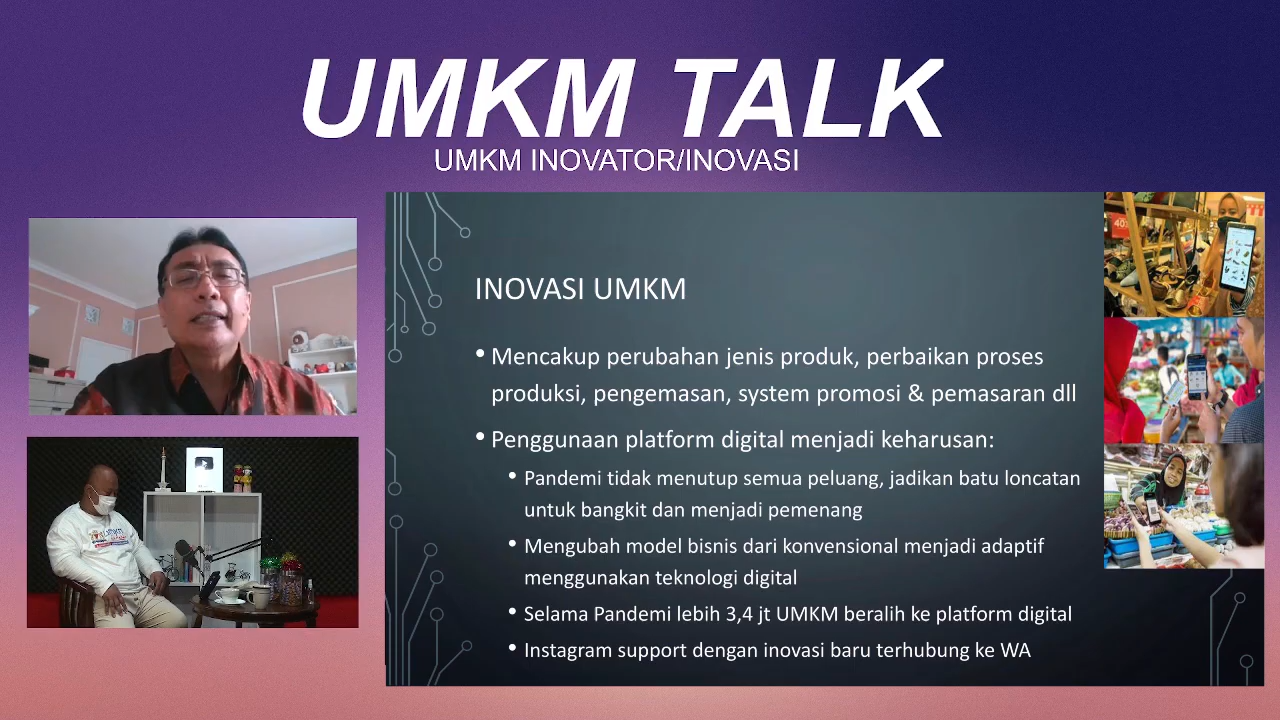 UMKM TALK
UMKM INOVATOR/INOVASI
INOVASI UMKM
• Mencakup perubahan jenis produk, perbaikan proses
produksi, pengemasan, system promosi & pemasaran dll
• Penggunaan platform digital menjadi keharusan:
• Pandemi tidak menutup semua peluang, jadikan batu loncatan
untuk bangkit dan menjadi pemenang
• Mengubah model bisnis dari konvensional menjadi adaptif
menggunakan teknologi digital
• Selama Pandemi lebih 3,4 jt UMKM beralih ke platform digital
• Instagram support dengan inovasi baru terhubung ke WA